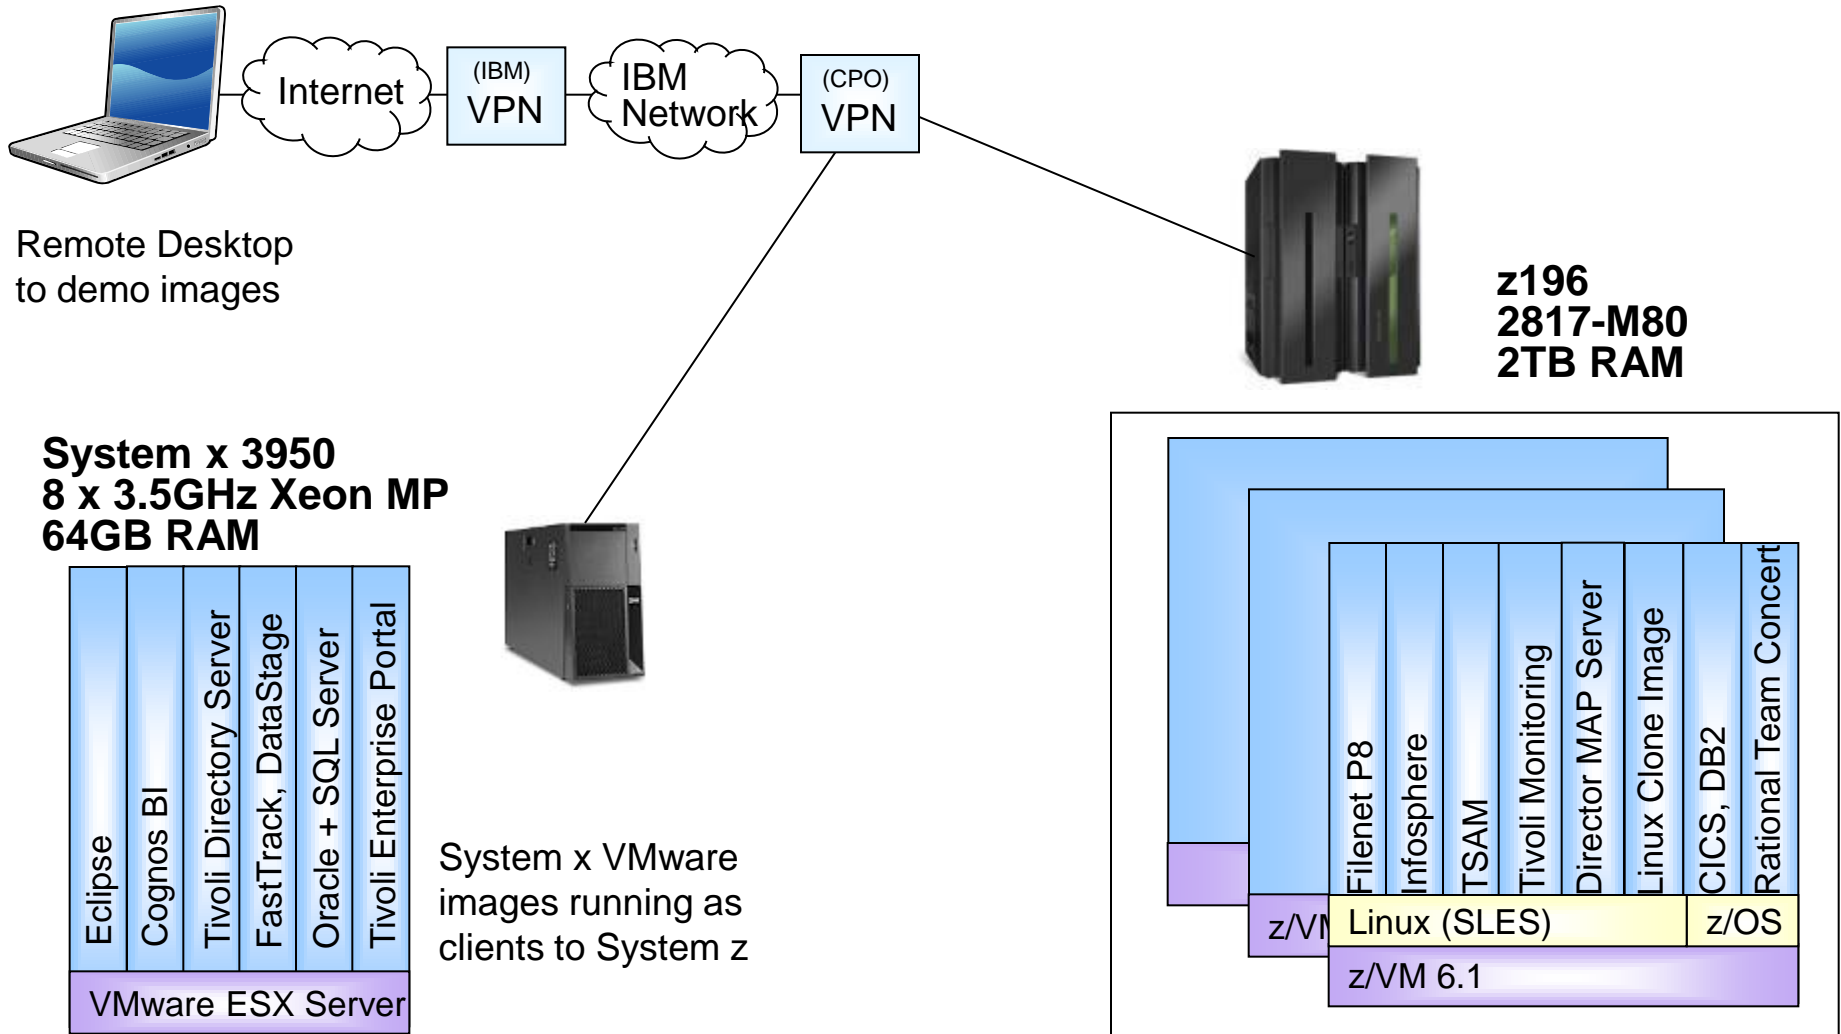 Internet
(IBM)
VPN
IBM
Network
(CPO)
VPN
Remote Desktop
to demo images
z196
2817-M80
2TB RAM
System x 3950
8 x 3.5GHz Xeon MP
64GB RAM
Eclipse
Cognos BI
Tivoli Directory Server
FastTrack, DataStage
Oracle + SQL Server
Tivoli Enterprise Portal
VMware ESX Server
System x VMware
images running as
clients to System z
Filenet P8
Infosphere
TSAM
Tivoli Monitoring
Director MAP Server
Linux Clone Image
CICS, DB2
Rational Team Concert
z/VM
Linux (SLES)
z/OS
z/VM 6.1